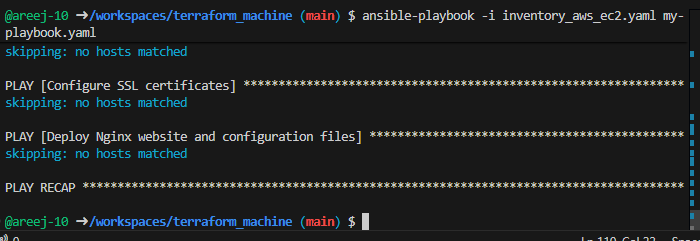 @areej-10 ➜/workspaces/terraform_machine (main) $ ansible-playbook -i inventory_aws_ec2.yaml my-
playbook.yaml
skipping: no hosts matched
PLAY [Configure SSL certificates] **************************************************************
skipping: no hosts matched
PLAY [Deploy Nginx website and configuration files] ********************************************
skipping: no hosts matched
PLAY RECAP *************************************************************************************
@areej-10 ➜/workspaces/terraform_machine (main) $